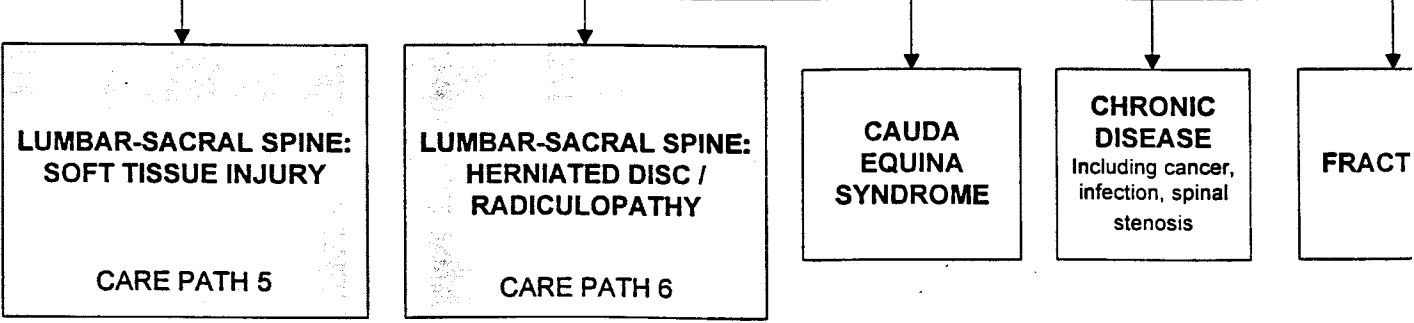 LUMBAR-SACRAL SPINE:
SOFT TISSUE INJURY
CARE PATH 5
LUMBAR-SACRAL SPINE:
HERNIATED DISC /
RADICULOPATHY
CARE PATH 6
CAUDA
EQUINA
SYNDROME
CHRONIC
DISEASE
Including cancer,
infection, spinal
stenosis
FRACT